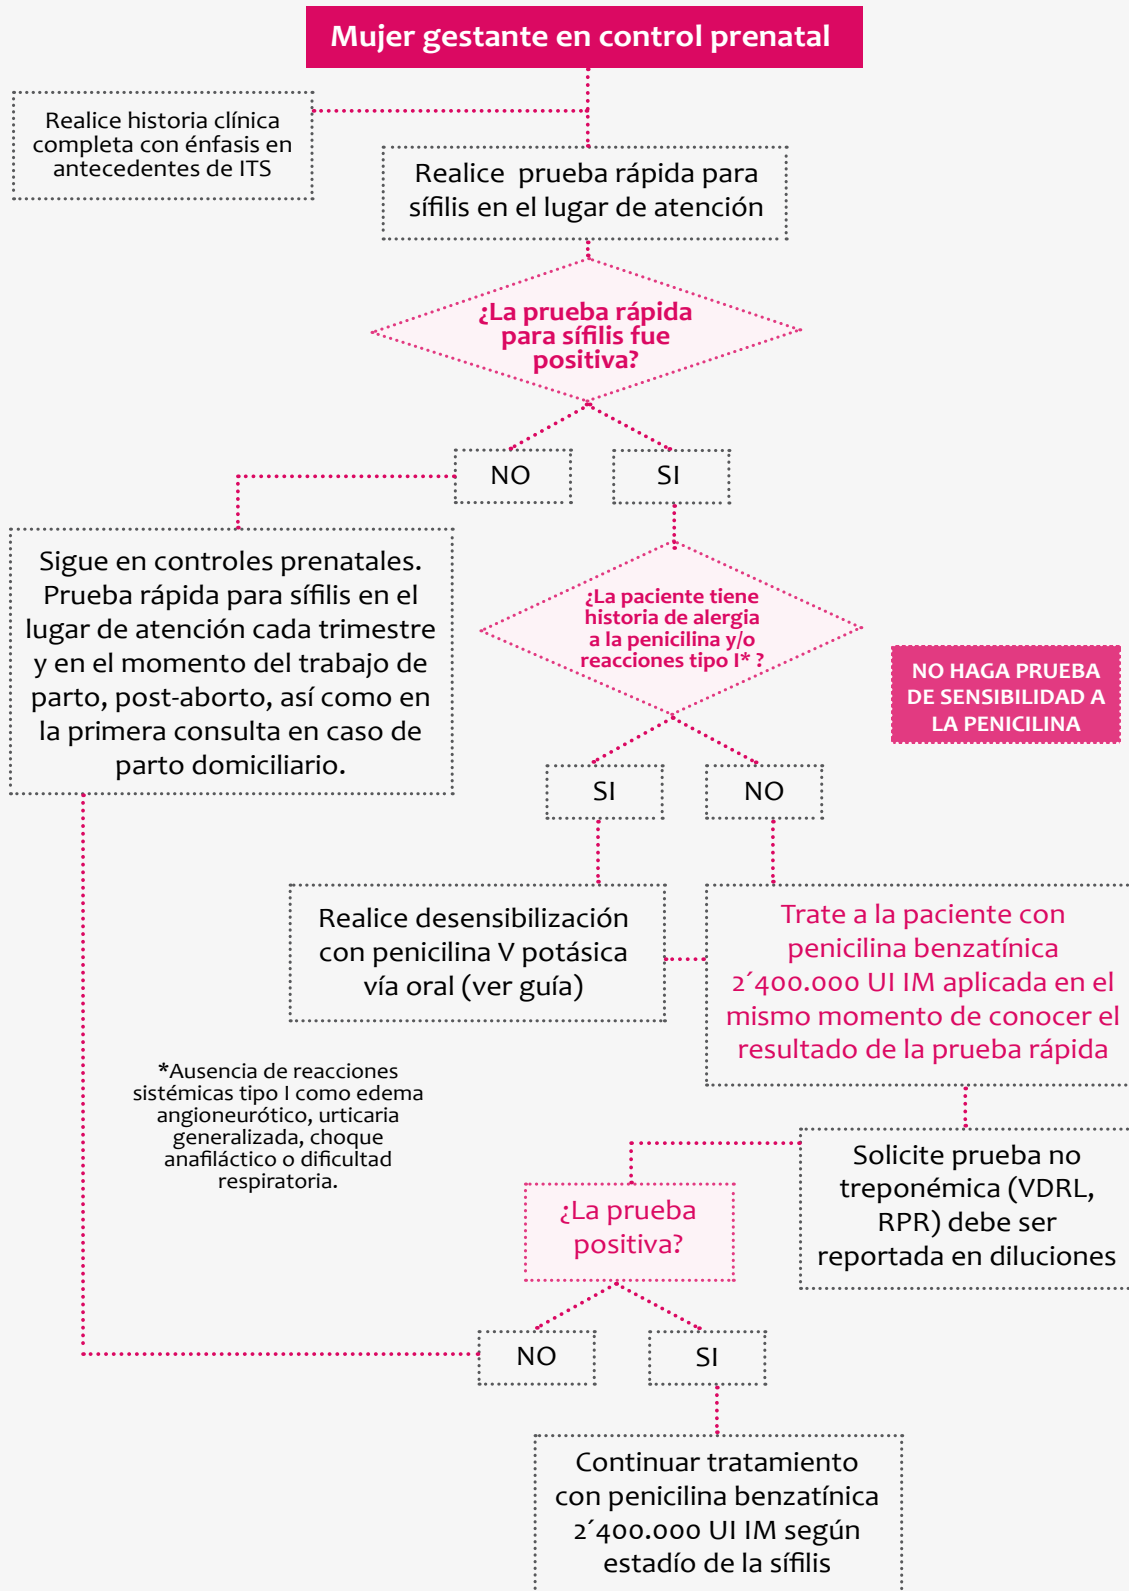 Mujer gestante en control prenatal
Realice historia clínica
completa con énfasis en
antecedentes de ITS
Realice prueba rápida para
sífilis en el lugar de atención
¿La prueba rápida
para sífilis fue
positiva?
NO
SI
Sigue en controles prenatales.
Prueba rápida para sífilis en el
lugar de atención cada trimestre
y en el momento del trabajo de
parto, post-aborto, así como en
la primera consulta en caso de
parto domiciliario.
¿La paciente tiene
historia de alergia
a la penicilina y/o
reacciones tipo I* ?
NO HAGA PRUEBA
DE SENSIBILIDAD A
LA PENICILINA
SI
NO
Realice desensibilización
con penicilina V potásica
vía oral (ver guía)
Trate a la paciente con
penicilina benzatínica
2´400.000 UI IM aplicada en el
mismo momento de conocer el
resultado de la prueba rápida
*Ausencia de reacciones
sistémicas tipo I como edema
angioneurótico, urticaria
generalizada, choque
anafiláctico o dificultad
respiratoria.
Solicite prueba no
treponémica (VDRL,
RPR) debe ser
reportada en diluciones
¿La prueba
positiva?
NO
SI
Continuar tratamiento
con penicilina benzatínica
2´400.000 UI IM según
estadío de la sífilis